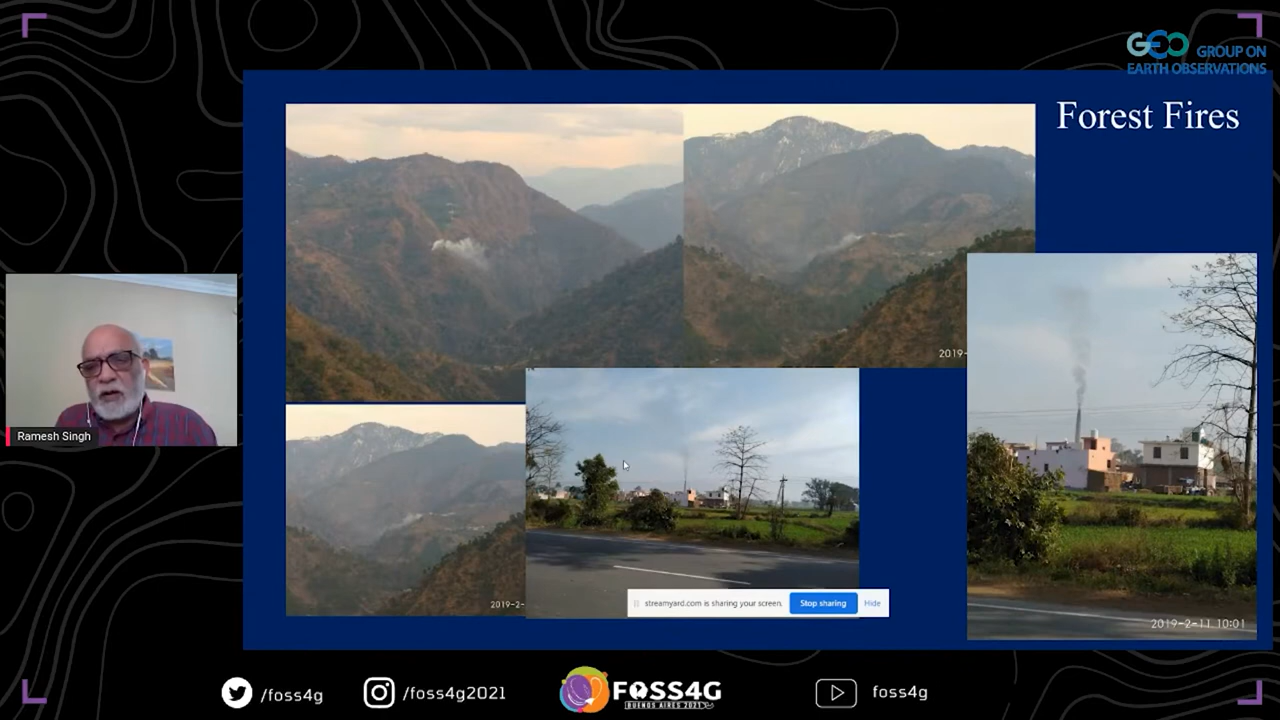 GEO GROUP ON
EARTH OBSERVATIONS
Forest Fires
2019-
Ramesh Singh
2019-2-
streamyard.com is sharing your screen.
Stop sharing
Hide
2019-2-11 10:01
/foss4g
/foss4g2021
FOSS4G
BUENOS AIRES 2021
foss4g